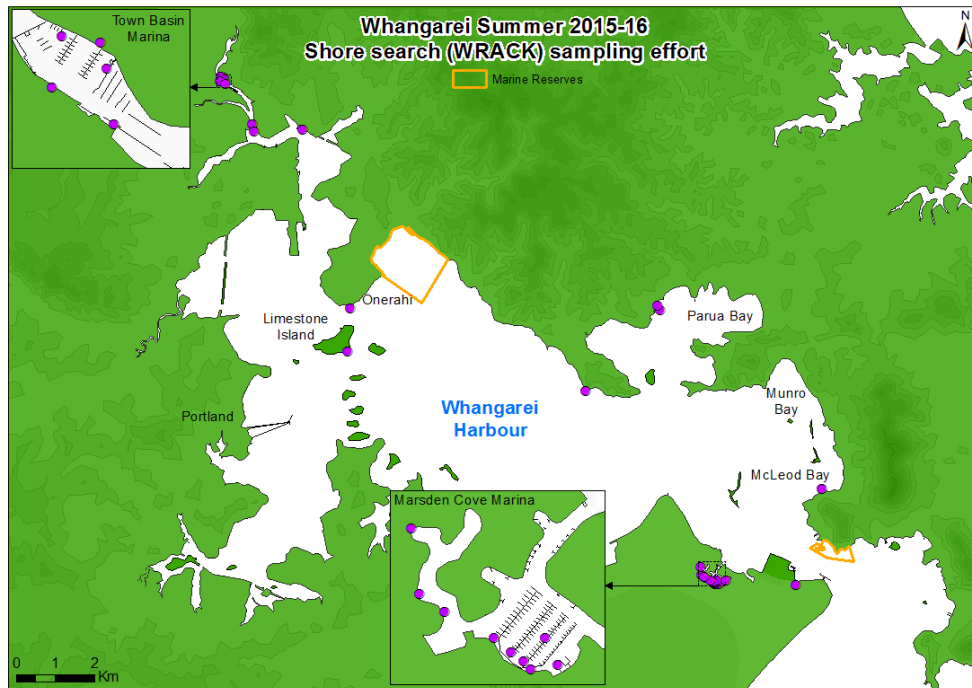 Whangarei Summer 2015-16
Shore search (WRACK) sampling effort
Marine Reserves
N
Town Basin
Marina
Onerahi
Limestone
Island
Parua Bay
Portland
Whangarei
Harbour
Munro
Bay
McLeod Bay
Marsden Cove Marina
0 1 2
Km